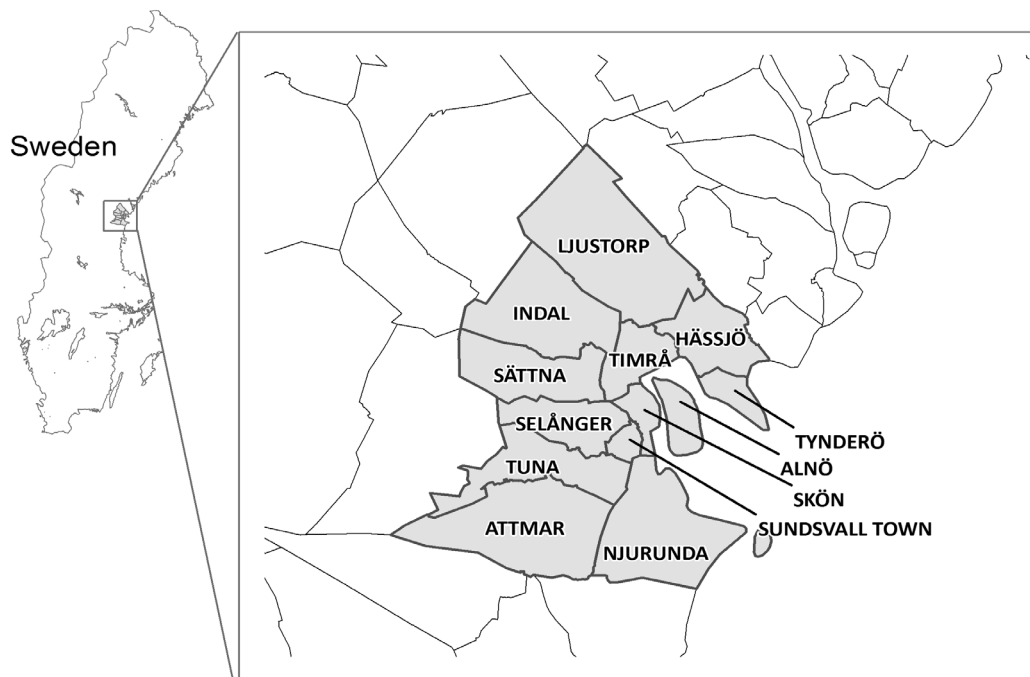 Sweden
LJUSTORP
INDAL
HÄSSJÖ
TIMRÅ
SÄTTNA
SELÅNGER
TYNDERÖ
TUNA
ALNÖ
SKÖN
ATTMAR
SUNDSVALL TOWN
NJURUNDA